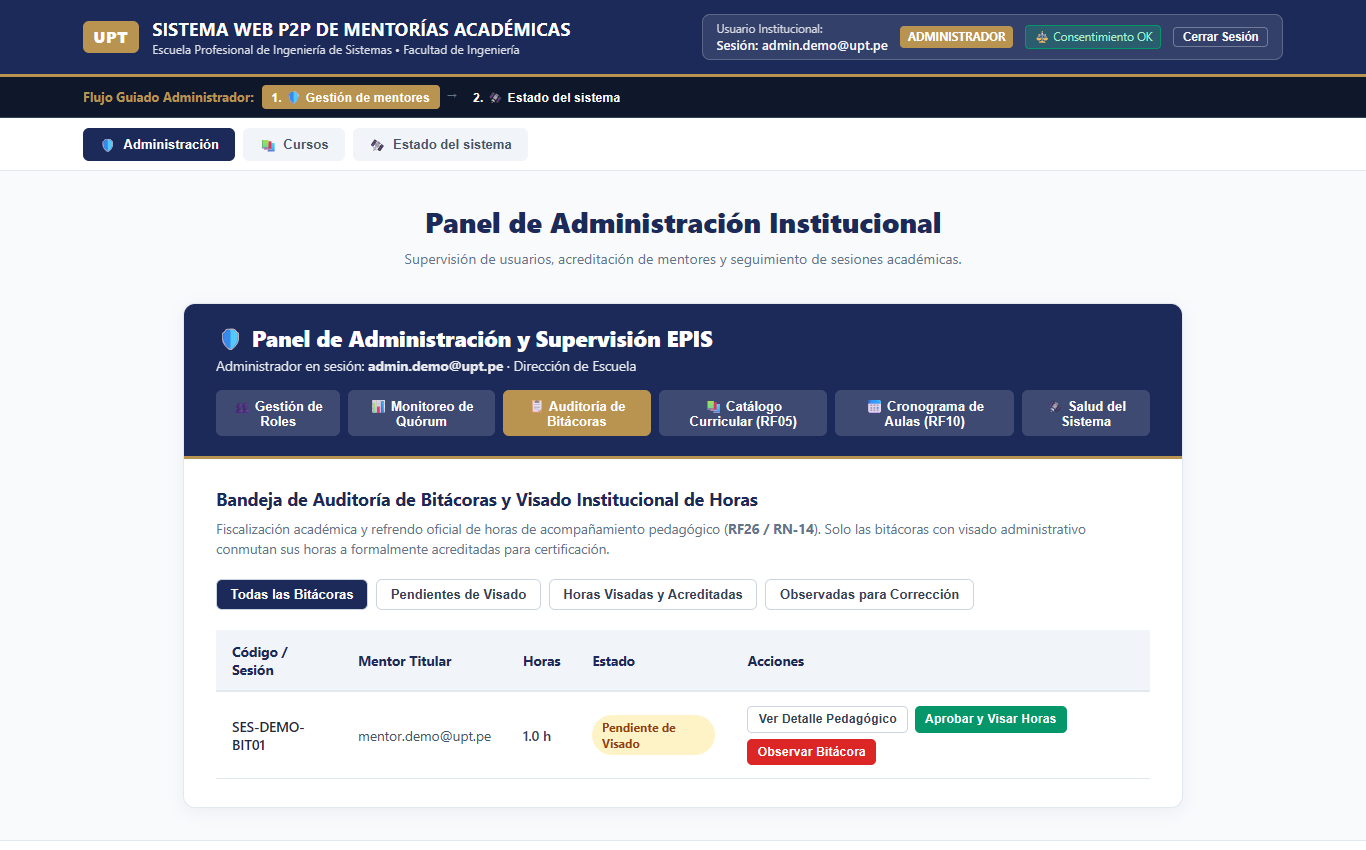 UPT
SISTEMA WEB P2P DE MENTORÍAS ACADÉMICAS
Escuela Profesional de Ingeniería de Sistemas • Facultad de Ingeniería
Usuario Institucional:
Sesión: admin.demo@upt.pe
ADMINISTRADOR
Consentimiento OK
Cerrar Sesión
Flujo Guiado Administrador:
1. Gestión de mentores →
2. Estado del sistema
Administración
Cursos
Estado del sistema
Panel de Administración Institucional
Supervisión de usuarios, acreditación de mentores y seguimiento de sesiones académicas.
Panel de Administración y Supervisión EPIS
Administrador en sesión: admin.demo@upt.pe · Dirección de Escuela
Gestión de
Roles
Monitoreo de
Quórum
Auditoría de
Bitácoras
Catálogo
Curricular (RF05)
Cronograma de
Aulas (RF10)
Salud del
Sistema
Bandeja de Auditoría de Bitácoras y Visado Institucional de Horas
Fiscalización académica y refrendo oficial de horas de acompañamiento pedagógico (RF26 / RN-14). Solo las bitácoras con visado administrativo
conmutan sus horas a formalmente acreditadas para certificación.
Todas las Bitácoras
Pendientes de Visado
Horas Visadas y Acreditadas
Observadas para Corrección
Código /
Sesión
Mentor Titular
Horas
Estado
Acciones
SES-DEMO-
BIT01
mentor.demo@upt.pe
1.0 h
Pendiente de
Visado
Ver Detalle Pedagógico
Aprobar y Visar Horas
Observar Bitácora